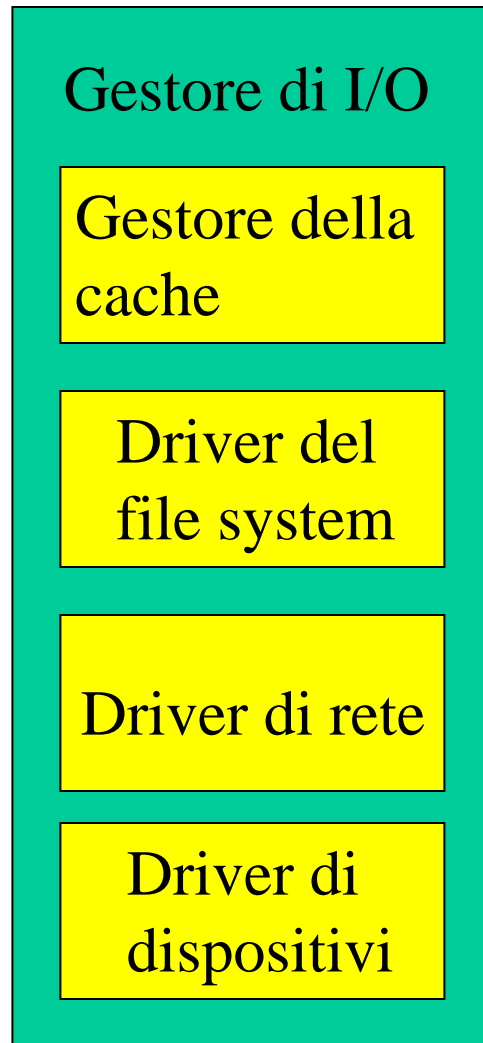 Gestore di I/O
Gestore della
cache
Driver del
file system
Driver di rete
Driver di
dispositivi